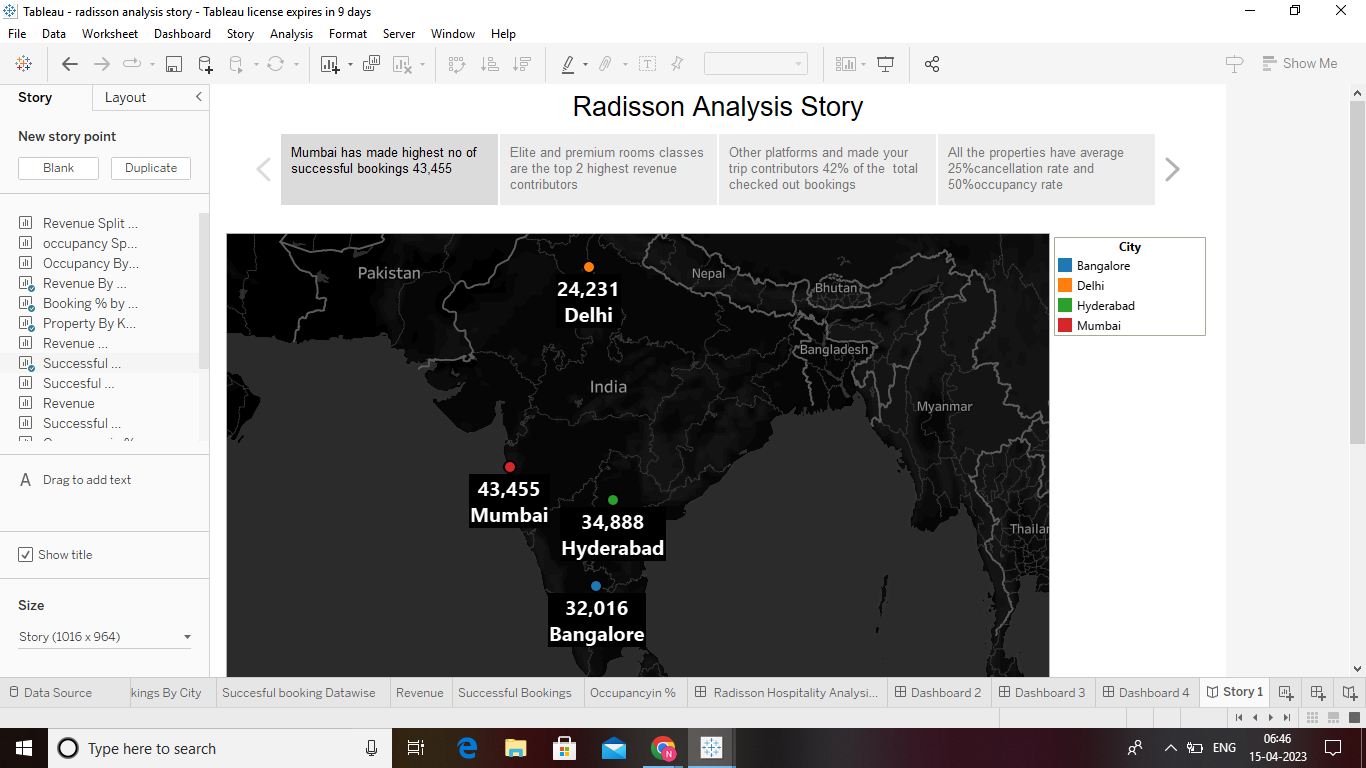 Tableau - radisson analysis story - Tableau license expires in 9 days
File Data Worksheet Dashboard Story Analysis Format Server Window Help
Show Me
Story Layout
New story point
Blank Duplicate
Revenue Split ...
occupancy Sp...
Occupancy By...
Revenue By ...
Booking % by ...
Property By K...
Revenue ...
Successful ...
Succesful ...
Revenue
Successful ...
A Drag to add text
Show title
Size
Story (1016 x 964)
Radisson Analysis Story
Mumbai has made highest no of
successful bookings 43,455
Elite and premium rooms classes
are the top 2 highest revenue
contributors
Other platforms and made your
trip contributors 42% of the total
checked out bookings
All the properties have average
25%cancellation rate and
50%occupancy rate
Pakistan
Nepal
Bhutan
Bangladesh
India
Myanmar
Thailan
24,231
Delhi
43,455
Mumbai
34,888
Hyderabad
32,016
Bangalore
City
Bangalore
Delhi
Hyderabad
Mumbai
Data Source kings By City Succesful booking Datawise Revenue Successful Bookings Occupancyin % Radisson Hospitality Analysi... Dashboard 2 Dashboard 3 Dashboard 4 Story 1
Type here to search
N
ENG
06:46
15-04-2023